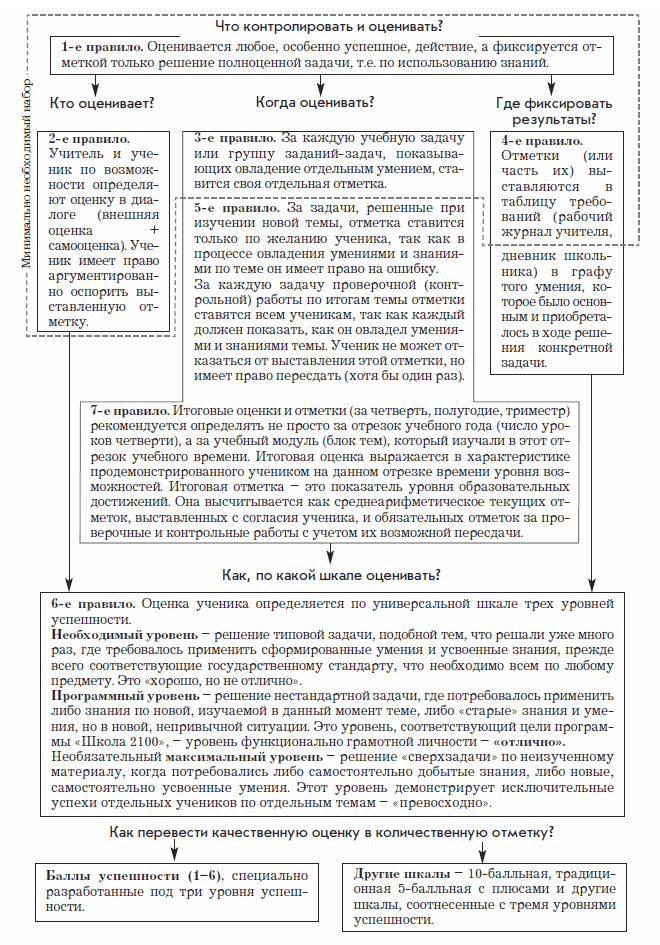 Что контролировать и оценивать?
1-е правило. Оценивается любое, особенно успешное, действие, а фиксируется от-
меткой только решение полноценной задачи, т.е. по использованию знаний.
Минимально необходимый набор
Кто оценивает?
2-е правило.
Учитель и уче-
ник по возмож-
ности определя-
ют оценку в диа-
логе (внешняя
оценка +
самооценка). Уче-
ник имеет право
аргументирован-
но оспорить вы-
ставленную от-
метку.
Когда оценивать?
3-е правило. За каждую учебную задачу
или группу заданий-задач, показыва-
ющих овладение отдельным умением, ста-
вится своя отдельная отметка.
5-е правило. За задачи, решенные при
изучении новой темы, отметка ставится
только по желанию ученика, так как в
процессе овладения умениями и знаниями
по теме он имеет право на ошибку.
За каждую задачу проверочной (кон-
трольной) работы по итогам темы отметки
ставятся всем ученикам, так как каждый
должен показать, как он овладел умения-
ми и знаниями темы. Ученик не может от-
казаться от выставления этой отметки, но
имеет право пересдать (хотя бы один раз).
Где фиксировать
результаты?
4-е правило.
Отметки (или
часть их) вы-
ставляются в
таблицу требо-
ваний (рабочий
журнал учителя,
дневник школь-
ника) в графу
того умения, ко-
торое было основ-
ным и приобрета-
лось в ходе реше-
ния конкретной
задачи.
7-е правило. Итоговые оценки и отметки (за четверть, полугодие, триместр)
рекомендуется определять не просто за отрезок учебного года (число уро-
ков четверти), а за учебный модуль (блок тем), который изучали в этот от-
резок учебного времени. Итоговая оценка выражается в характеристике
продемонстрированного учеником на данном отрезке времени уровня воз-
можностей. Итоговая отметка – это показатель уровня образовательных
достижений. Она высчитывается как среднеарифметическое текущих от-
меток, выставленных с согласия ученика, и обязательных отметок за про-
верочные и контрольные работы с учетом их возможной пересдачи.
Как, по какой шкале оценивать?
6-е правило. Оценка ученика определяется по универсальной шкале трех уровней
успешности.
Необходимый уровень – решение типовой задачи, подобной тем, что решали уже много
раз, где требовалось применить сформированные умения и усвоенные знания, прежде
всего соответствующие государственному стандарту, что необходимо всем по любому
предмету. Это «хорошо, но не отлично».
Программный уровень – решение нестандартной задачи, где потребовалось применить
либо знания по новой, изучаемой в данный момент теме, либо «старые» знания и уме-
ния, но в новой, непривычной ситуации. Это уровень, соответствующий цели програм-
мы «Школа 2100», – уровень функционально грамотной личности – «отлично».
Необязательный максимальный уровень – решение «сверхзадачи» по неизученному
материалу, когда потребовались либо самостоятельно добытые знания, либо новые,
самостоятельно усвоенные умения. Этот уровень демонстрирует исключительные
успехи отдельных учеников по отдельным темам – «превосходно».
Как перевести качественную оценку в количественную отметку?
Баллы успешности (1–6), специально
разработанные под три уровня успеш-
ности.
Другие шкалы – 10-балльная, традици-
онная 5-балльная с плюсами и другие
шкалы, соотнесенные с тремя уровнями
успешности.